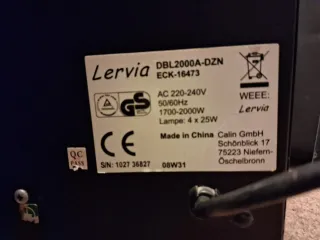 Lervia
DBL2000A-DZN
ECK-16473
AC 220-240V
50/60Hz
1700-2000W
Lampe: 4 x 25W
WEEE:
Lervia
GS
CE
Made in China
Calin GmbH
Schönblick 17
75223 Niefern-
Öschelbronn
QC
PASS
S/N: 1027 36827
08W31